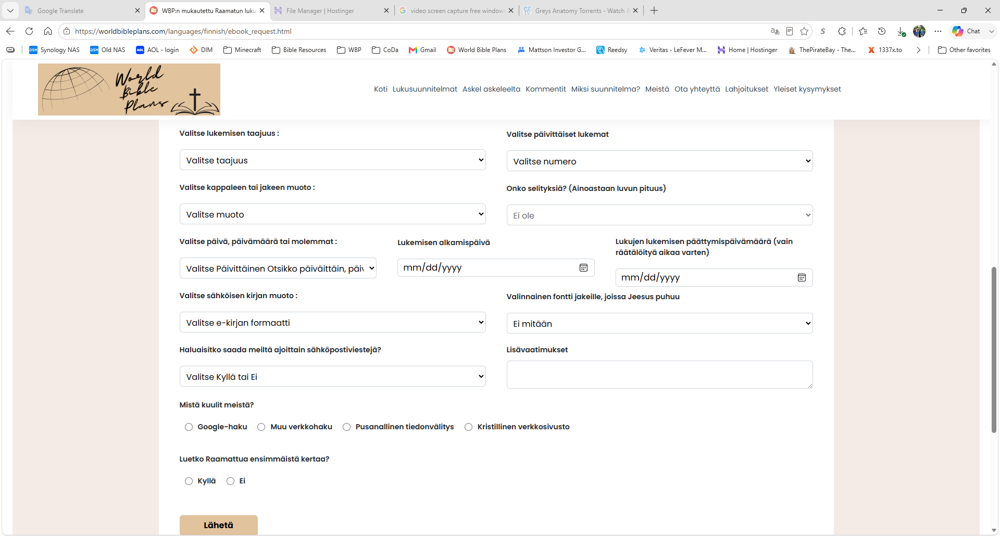 Google Translate
WBP:n mukautettu Raamatun luku
File Manager | Hostinger
video screen capture free windows
Greys Anatomy Torrents - Watch &
https://worldbibleplans.com/languages/finnish/ebook_request.html
Chat
Synology NAS
Old NAS
AOL - login
DIM
Minecraft
Bible Resources
WBP
CoDa
Gmail
World Bible Plans
Mattson Investor G...
Reedsy
Veritas - LeFever M...
Home | Hostinger
ThePirateBay - The...
1337x.to
Other favorites
World
Bible
Plans
Koti Lukusuunnitelmat Askel askeleelta Kommentit Miksi suunnitelma? Meistä Ota yhteyttä Lahjoitukset Yleiset kysymykset
Valitse lukemisen taajuus :
Valitse päivittäiset lukemat
Valitse taajuus
Valitse numero
Valitse kappaleen tai jakeen muoto :
Onko selityksiä? (Ainoastaan luvun pituus)
Valitse muoto
Ei ole
Valitse päivä, päivämäärä tai molemmat :
Lukemisen alkamispäivä
Lukujen lukemisen päättymispäivämäärä (vain
räätälöityä aikaa varten)
Valitse Päivittäinen Otsikko päiväittäin, päiv
mm/dd/yyyy
mm/dd/yyyy
Valitse sähköisen kirjan muoto :
Valinnainen fontti jakeille, joissa Jeesus puhuu
Valitse e-kirjan formaatti
Ei mitään
Haluaisitko saada meiltä ajoittain sähköpostiviestejä?
Lisävaatimukset
Valitse Kyllä tai Ei
Mistä kuulit meistä?
Google-haku
Muu verkkohaku
Pusanallinen tiedonvälitys
Kristillinen verkkosivusto
Luetko Raamattua ensimmäistä kertaa?
Kyllä
Ei
Lähetä